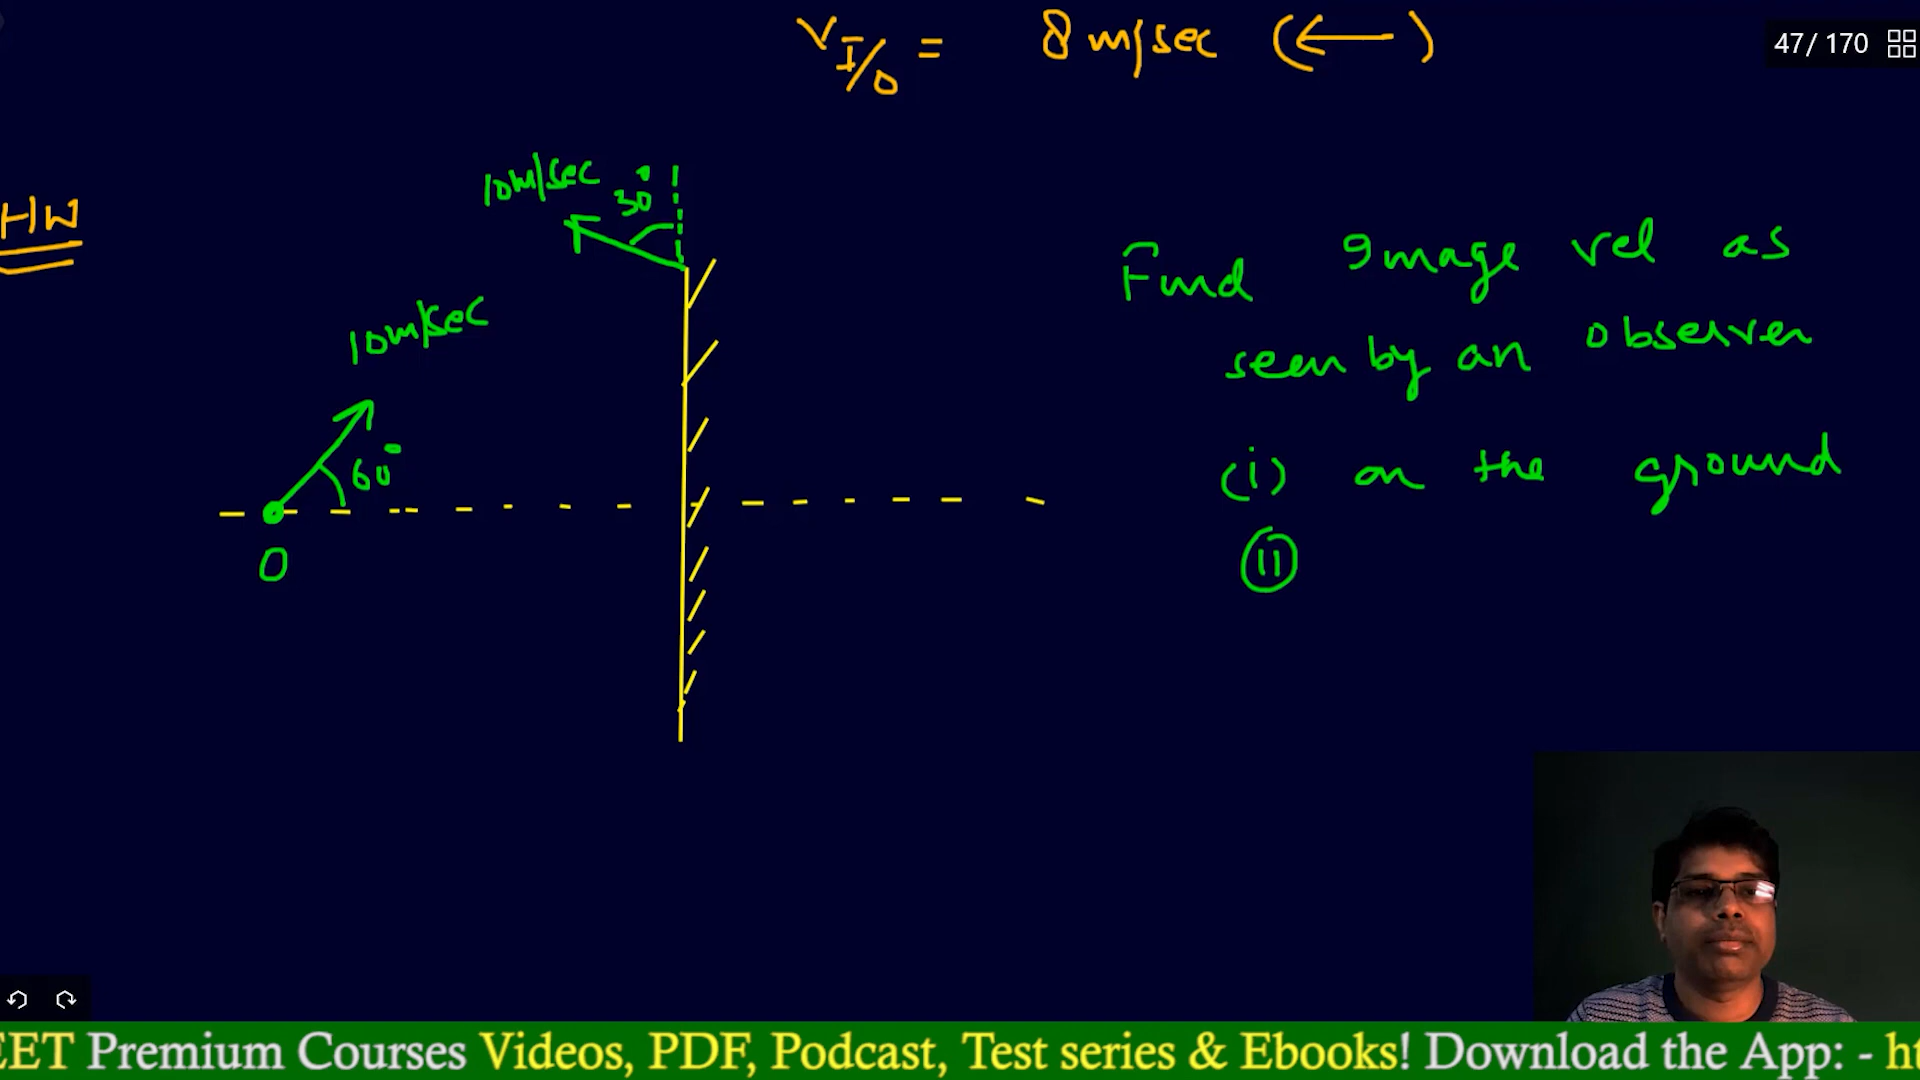 V I/O = 8 m/sec (←)
47/ 170
HW
10m/sec 30°
10m/sec
60°
O
Find Image vel as
seen by an observer
(i) on the ground
(II)
EET Premium Courses Videos, PDF, Podcast, Test series & Ebooks! Download the App: - ht